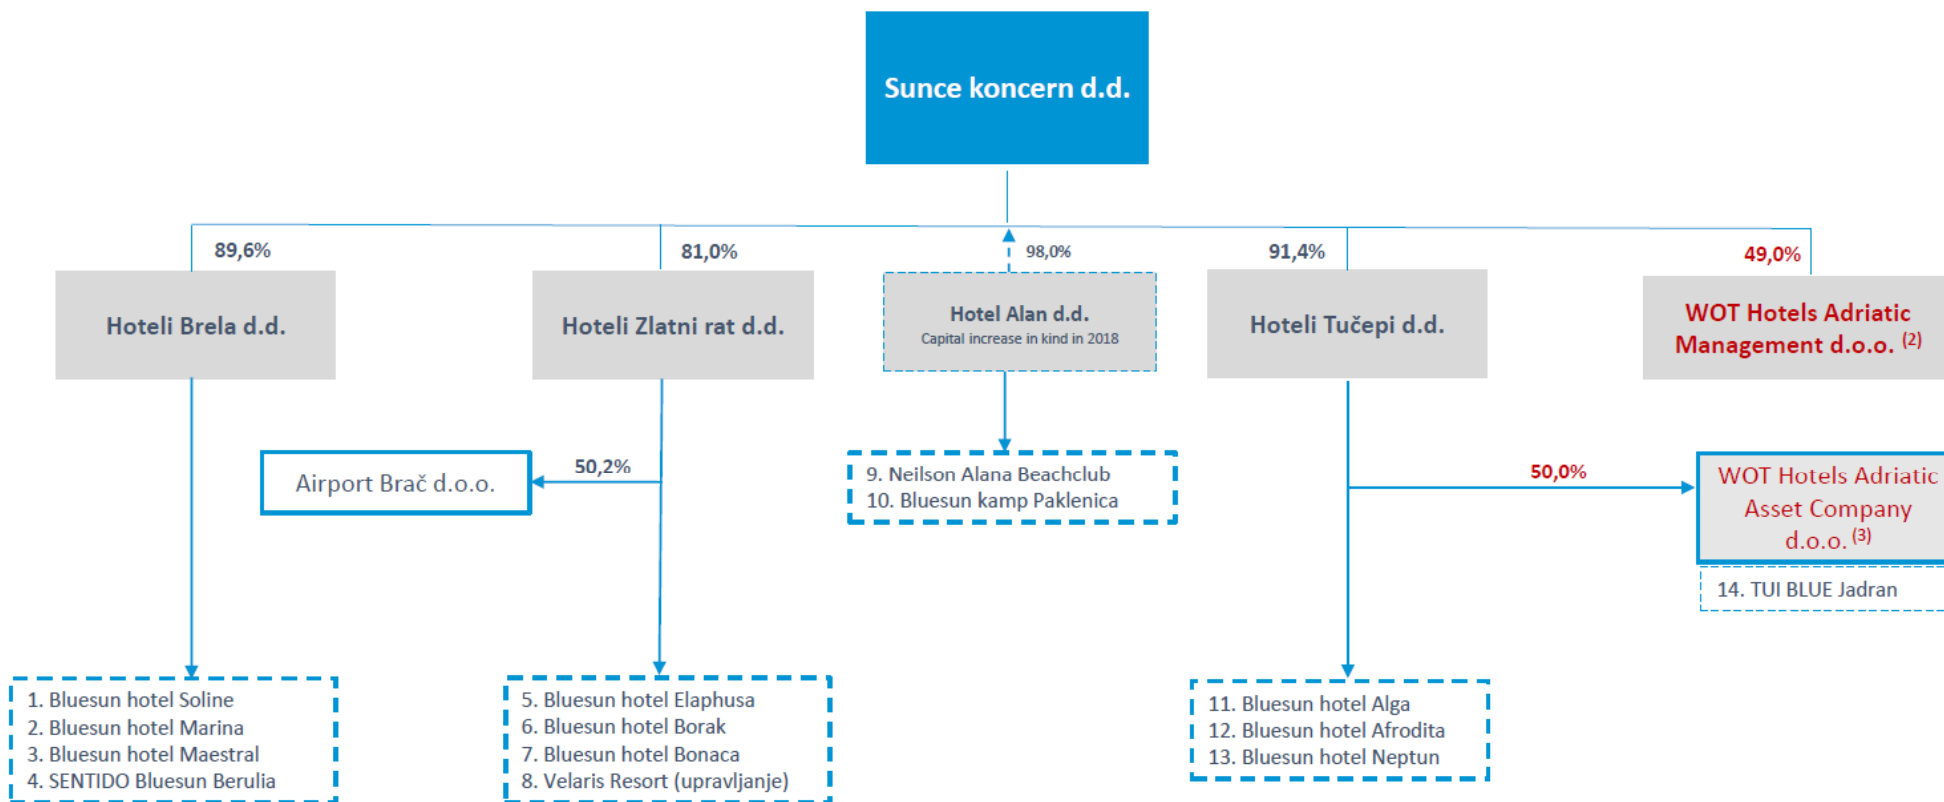 Sunce koncern d.d.
89,6%
81,0%
98,0%
91,4%
49,0%
Hoteli Brela d.d.
Hoteli Zlatni rat d.d.
Hotel Alan d.d.
Capital increase in kind in 2018
Hoteli Tučepi d.d.
WOT Hotels Adriatic
Management d.o.o. (2)
Airport Brač d.o.o.
50,2%
9. Neilson Alana Beachclub
10. Bluesun kamp Paklenica
50,0%
WOT Hotels Adriatic
Asset Company
d.o.o. (3)
14. TUI BLUE Jadran
1. Bluesun hotel Soline
2. Bluesun hotel Marina
3. Bluesun hotel Maestral
4. SENTIDO Bluesun Berulia
5. Bluesun hotel Elaphusa
6. Bluesun hotel Borak
7. Bluesun hotel Bonaca
8. Velaris Resort (upravljanje)
11. Bluesun hotel Alga
12. Bluesun hotel Afrodita
13. Bluesun hotel Neptun